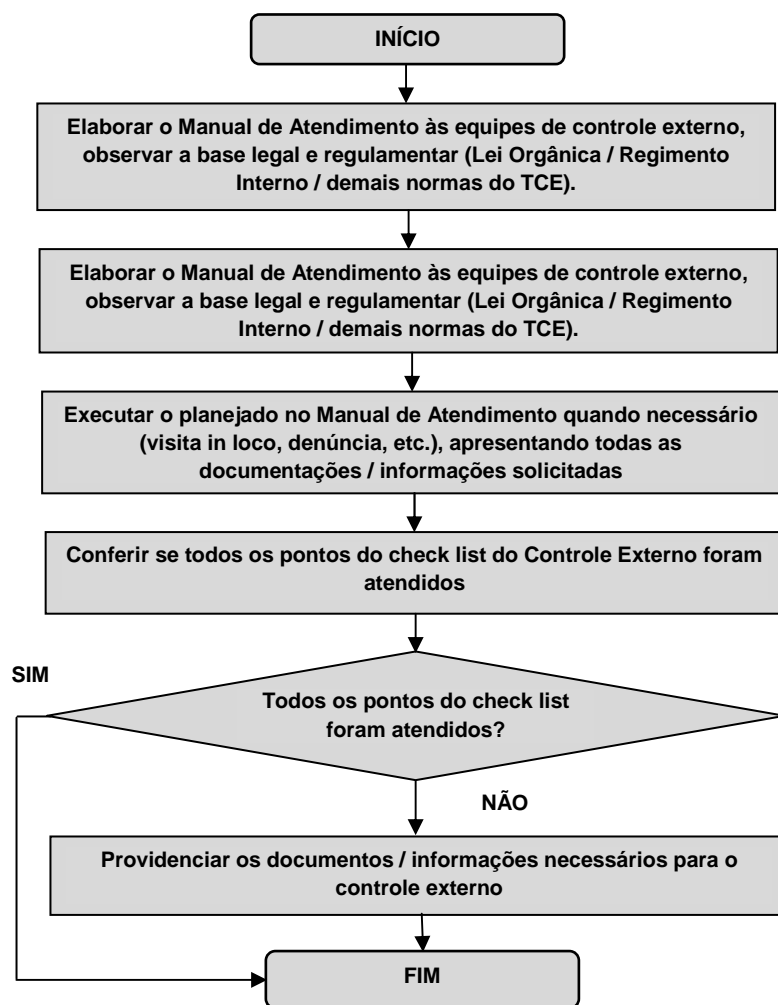 INÍCIO
Elaborar o Manual de Atendimento às equipes de controle externo,
observar a base legal e regulamentar (Lei Orgânica / Regimento
Interno / demais normas do TCE).
Elaborar o Manual de Atendimento às equipes de controle externo,
observar a base legal e regulamentar (Lei Orgânica / Regimento
Interno / demais normas do TCE).
Executar o planejado no Manual de Atendimento quando necessário
(visita in loco, denúncia, etc.), apresentando todas as
documentações / informações solicitadas
Conferir se todos os pontos do check list do Controle Externo foram
atendidos
SIM
Todos os pontos do check list
foram atendidos?
NÃO
Providenciar os documentos / informações necessários para o
controle externo
FIM